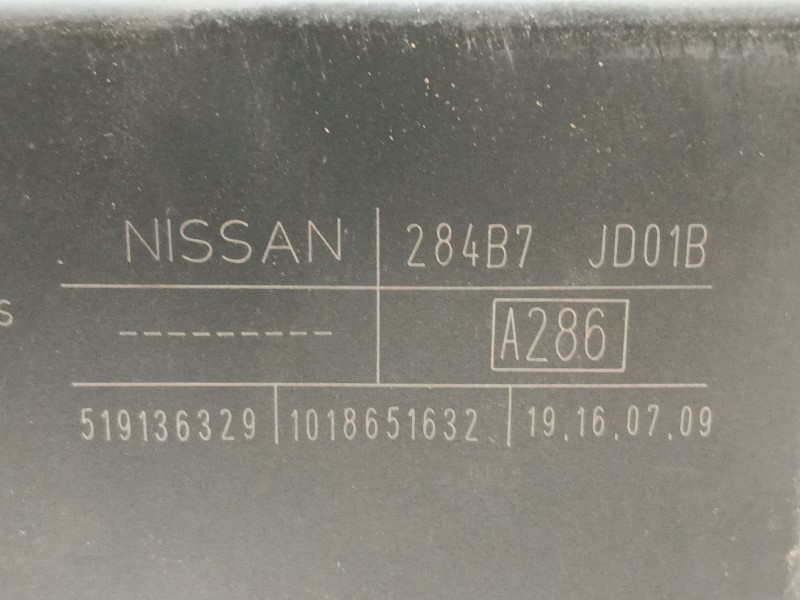 NISSAN 284B7 JD01B
s --------- A286
519136329 1018651632 19.16.07.09